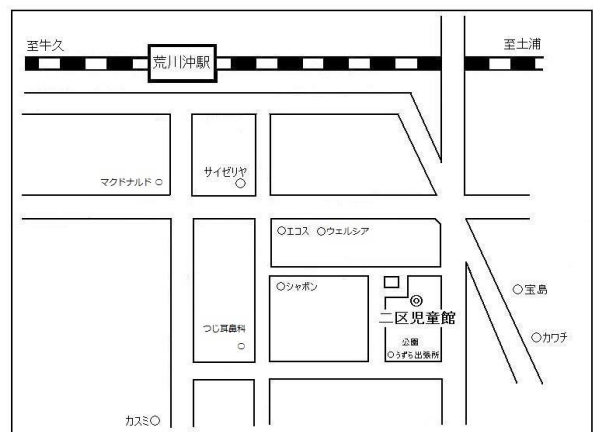 至牛久
至土浦
荒川沖駅
サイゼリヤ
マクドナルド
エコス ウェルシア
シャボン
宝島
二区児童館
つじ耳鼻科
カワチ
公園
うずら出張所
カスミ